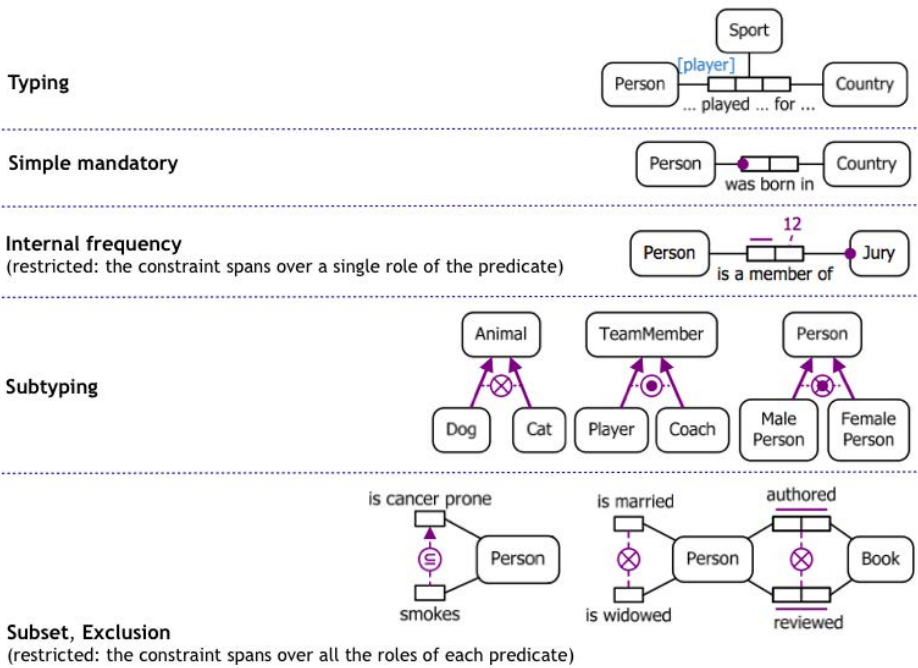 Sport
Typing
[player]
Person
Country
... played ... for ...
Simple mandatory
Person
Country
was born in
Internal frequency
(restricted: the constraint spans over a single role of the predicate)
12
Person
Jury
is a member of
Subtyping
Animal
TeamMember
Person
Dog
Cat
Player
Coach
Male
Person
Female
Person
is cancer prone
is married
authored
Person
Person
Book
smokes
is widowed
reviewed
Subset, Exclusion
(restricted: the constraint spans over all the roles of each predicate)